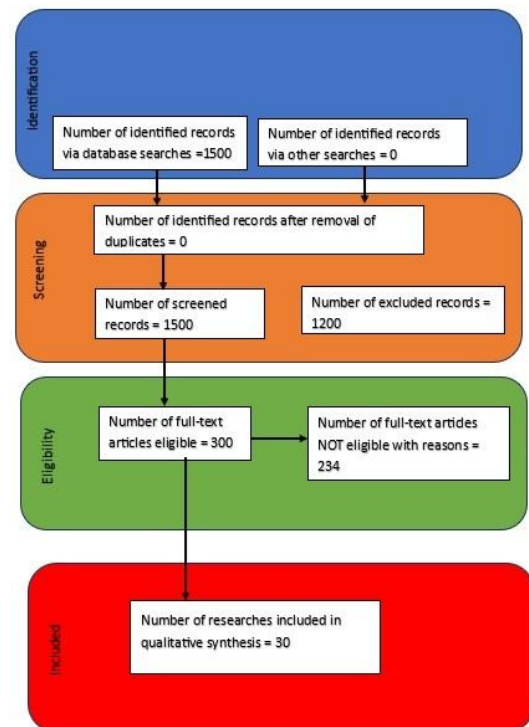 Identification
Number of identified records
via database searches =1500
Number of identified records
via other searches = 0
Screening
Number of identified records after removal of
duplicates = 0
Number of screened
records = 1500
Number of excluded records =
1200
Eligibility
Number of full-text
articles eligible = 300
Number of full-text articles
NOT eligible with reasons =
234
Included
Number of researches included in
qualitative synthesis = 30